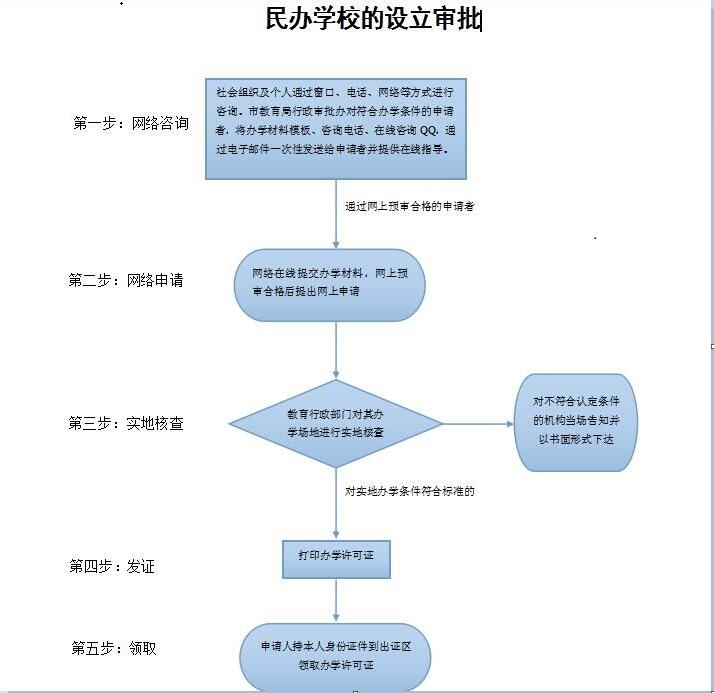 民办学校的设立审批
社会组织及个人通过窗口、电话、网络等方式进行
咨询。市教育局行政审批办对符合办学条件的申请
者，将办学材料模板、咨询电话、在线咨询QQ，通
过电子邮件一次性发送给申请者并提供在线指导。
第一步：网络咨询
通过网上预审合格的申请者
第二步：网络申请
网络在线提交办学材料，网上预
审合格后提出网上申请
第三步：实地核查
教育行政部门对其办
学场地进行实地核查
对不符合认定条件
的机构当场告知并
以书面形式下达
对实地办学条件符合标准的
第四步：发证
打印办学许可证
第五步：领取
申请人持本人身份证件到出证区
领取办学许可证